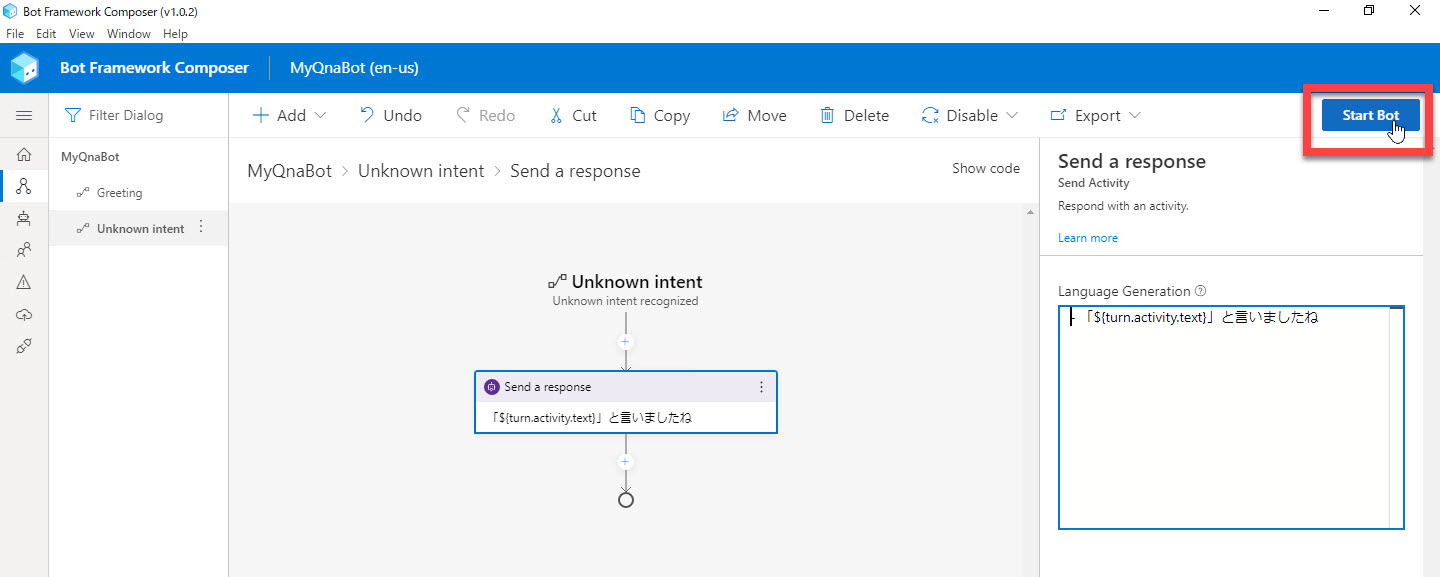 Bot Framework Composer (v1.0.2)
File Edit View Window Help
Bot Framework Composer MyQnaBot (en-us)
Filter Dialog
Add Undo Redo Cut Copy Move Delete Disable Export Start Bot
MyQnaBot
Greeting
Unknown intent
MyQnaBot > Unknown intent > Send a response Show code
Unknown intent
Unknown intent recognized
Send a response
「${turn.activity.text}」と言いましたね
Send a response
Send Activity
Respond with an activity.
Learn more
Language Generation
- 「${turn.activity.text}」と言いましたね